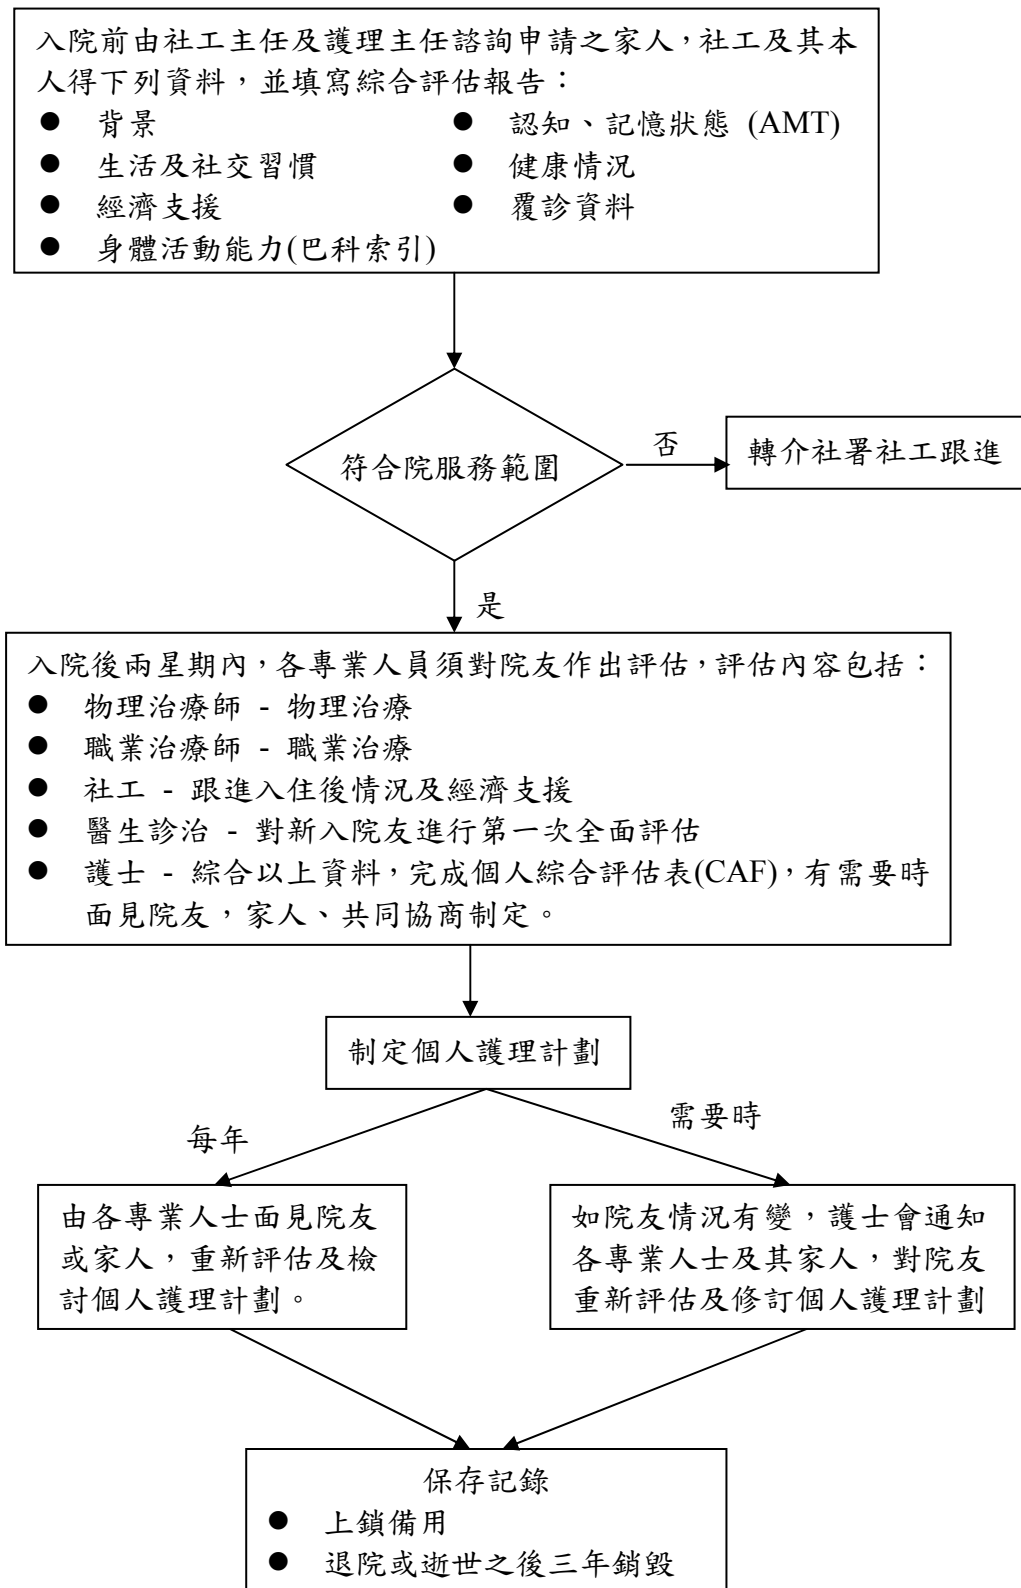 入院前由社工主任及護理主任諮詢申請之家人，社工及其本
人得下列資料，並填寫綜合評估報告：
● 背景 ● 認知、記憶狀態 (AMT)
● 生活及社交習慣 ● 健康情況
● 經濟支援 ● 覆診資料
● 身體活動能力(巴科索引)
符合院服務範圍
否
轉介社署社工跟進
是
入院後兩星期內，各專業人員須對院友作出評估，評估內容包括：
● 物理治療師 - 物理治療
● 職業治療師 - 職業治療
● 社工 - 跟進入住後情況及經濟支援
● 醫生診治 - 對新入院友進行第一次全面評估
● 護士 - 綜合以上資料，完成個人綜合評估表(CAF)，有需要時
面見院友，家人、共同協商制定。
制定個人護理計劃
每年
需要時
由各專業人士面見院友
或家人，重新評估及檢
討個人護理計劃。
如院友情況有變，護士會通知
各專業人士及其家人，對院友
重新評估及修訂個人護理計劃
保存記錄
● 上鎖備用
● 退院或逝世之後三年銷毀